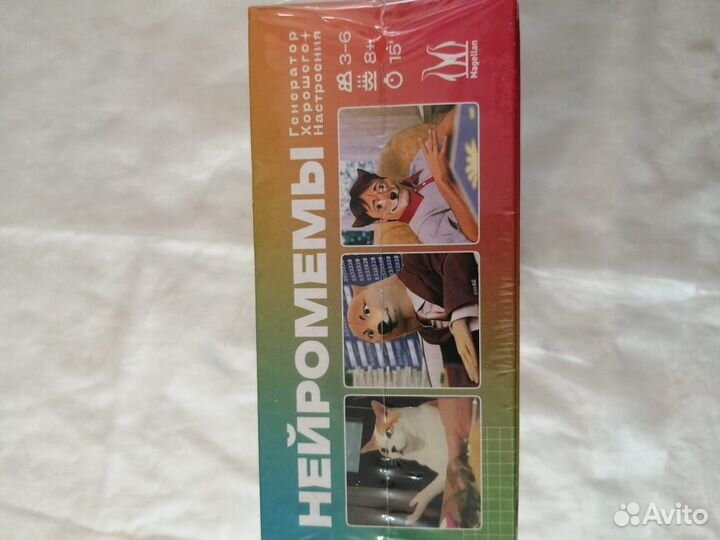 НЕЙРОМЕМЫ
Генератор
Хорошего+
Настроения
3–6
8+
15'
Magellan
Avito